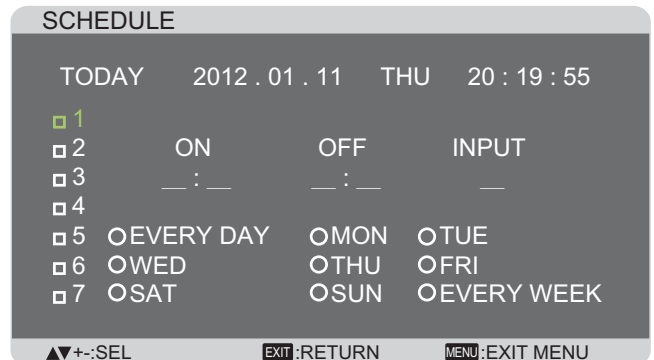 SCHEDULE
TODAY 2012 . 01 . 11 THU 20 : 19 : 55
1
2 ON OFF INPUT
3 __ : __ __ : __ __
4
5 EVERY DAY MON TUE
6 WED THU FRI
7 SAT SUN EVERY WEEK
▲▼+-:SEL EXIT:RETURN MENU:EXIT MENU